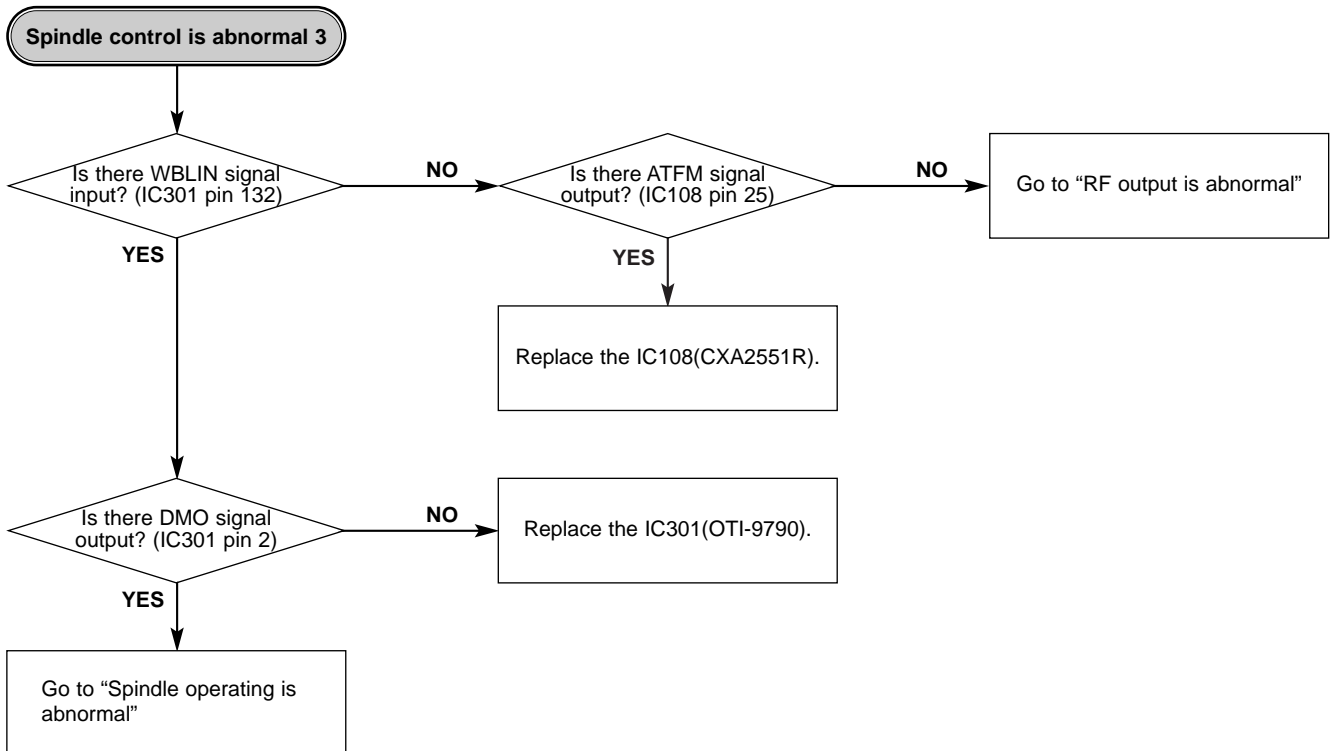 Spindle control is abnormal 3
Is there WBLIN signal
input? (IC301 pin 132)
NO
Is there ATFM signal
output? (IC108 pin 25)
NO
Go to “RF output is abnormal”
YES
YES
Replace the IC108(CXA2551R).
Is there DMO signal
output? (IC301 pin 2)
NO
Replace the IC301(OTI-9790).
YES
Go to “Spindle operating is
abnormal”